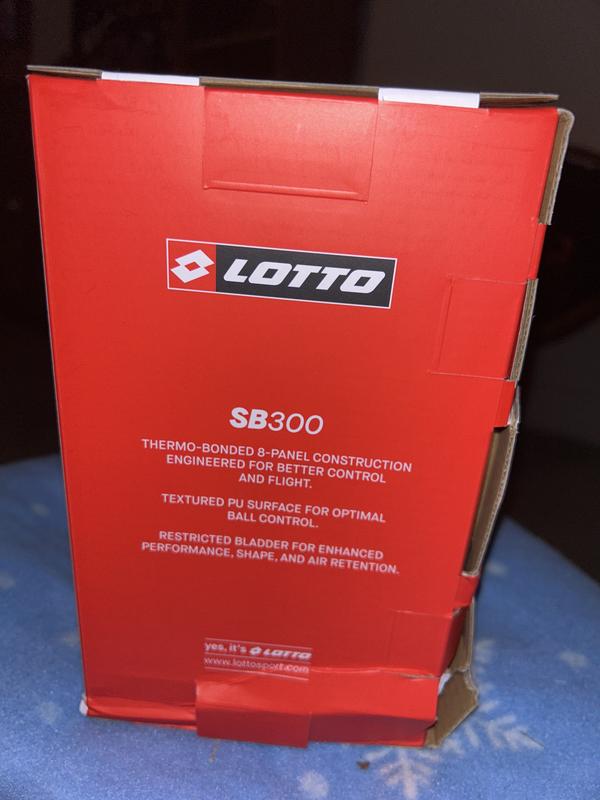 LOTTO
SB300
THERMO-BONDED 8-PANEL CONSTRUCTION
ENGINEERED FOR BETTER CONTROL
AND FLIGHT.
TEXTURED PU SURFACE FOR OPTIMAL
BALL CONTROL.
RESTRICTED BLADDER FOR ENHANCED
PERFORMANCE, SHAPE, AND AIR RETENTION.
yes, it's LOTTO
www.lottosport.com